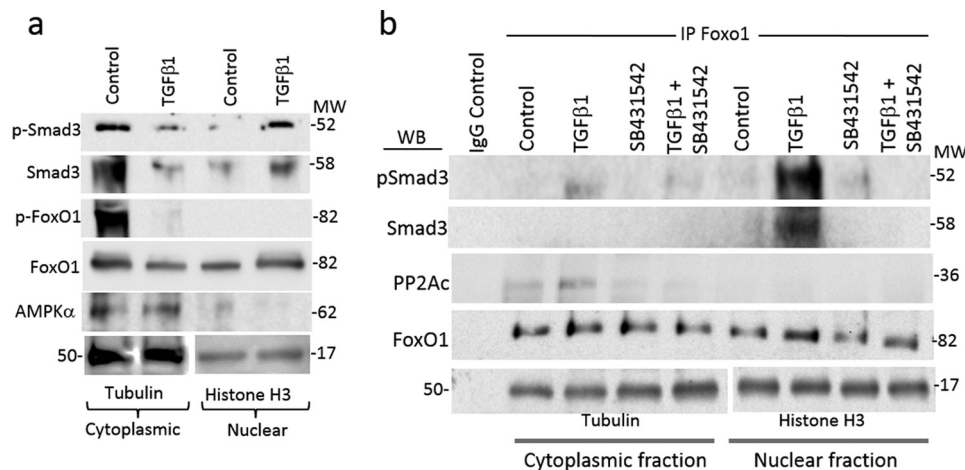 a
Control
TGFβ1
Control
TGFβ1
MW
p-Smad3
-52
Smad3
-58
p-FoxO1
-82
FoxO1
-82
AMPKα
-62
50-
-17
Tubulin
Histone H3
Cytoplasmic
Nuclear
b
IP Foxo1
WB
IgG Control
Control
TGFβ1
SB431542
TGFβ1 +
SB431542
Control
TGFβ1
SB431542
TGFβ1 +
SB431542
MW
pSmad3
-52
Smad3
-58
PP2Ac
-36
FoxO1
-82
50-
-17
Tubulin
Histone H3
Cytoplasmic fraction
Nuclear fraction